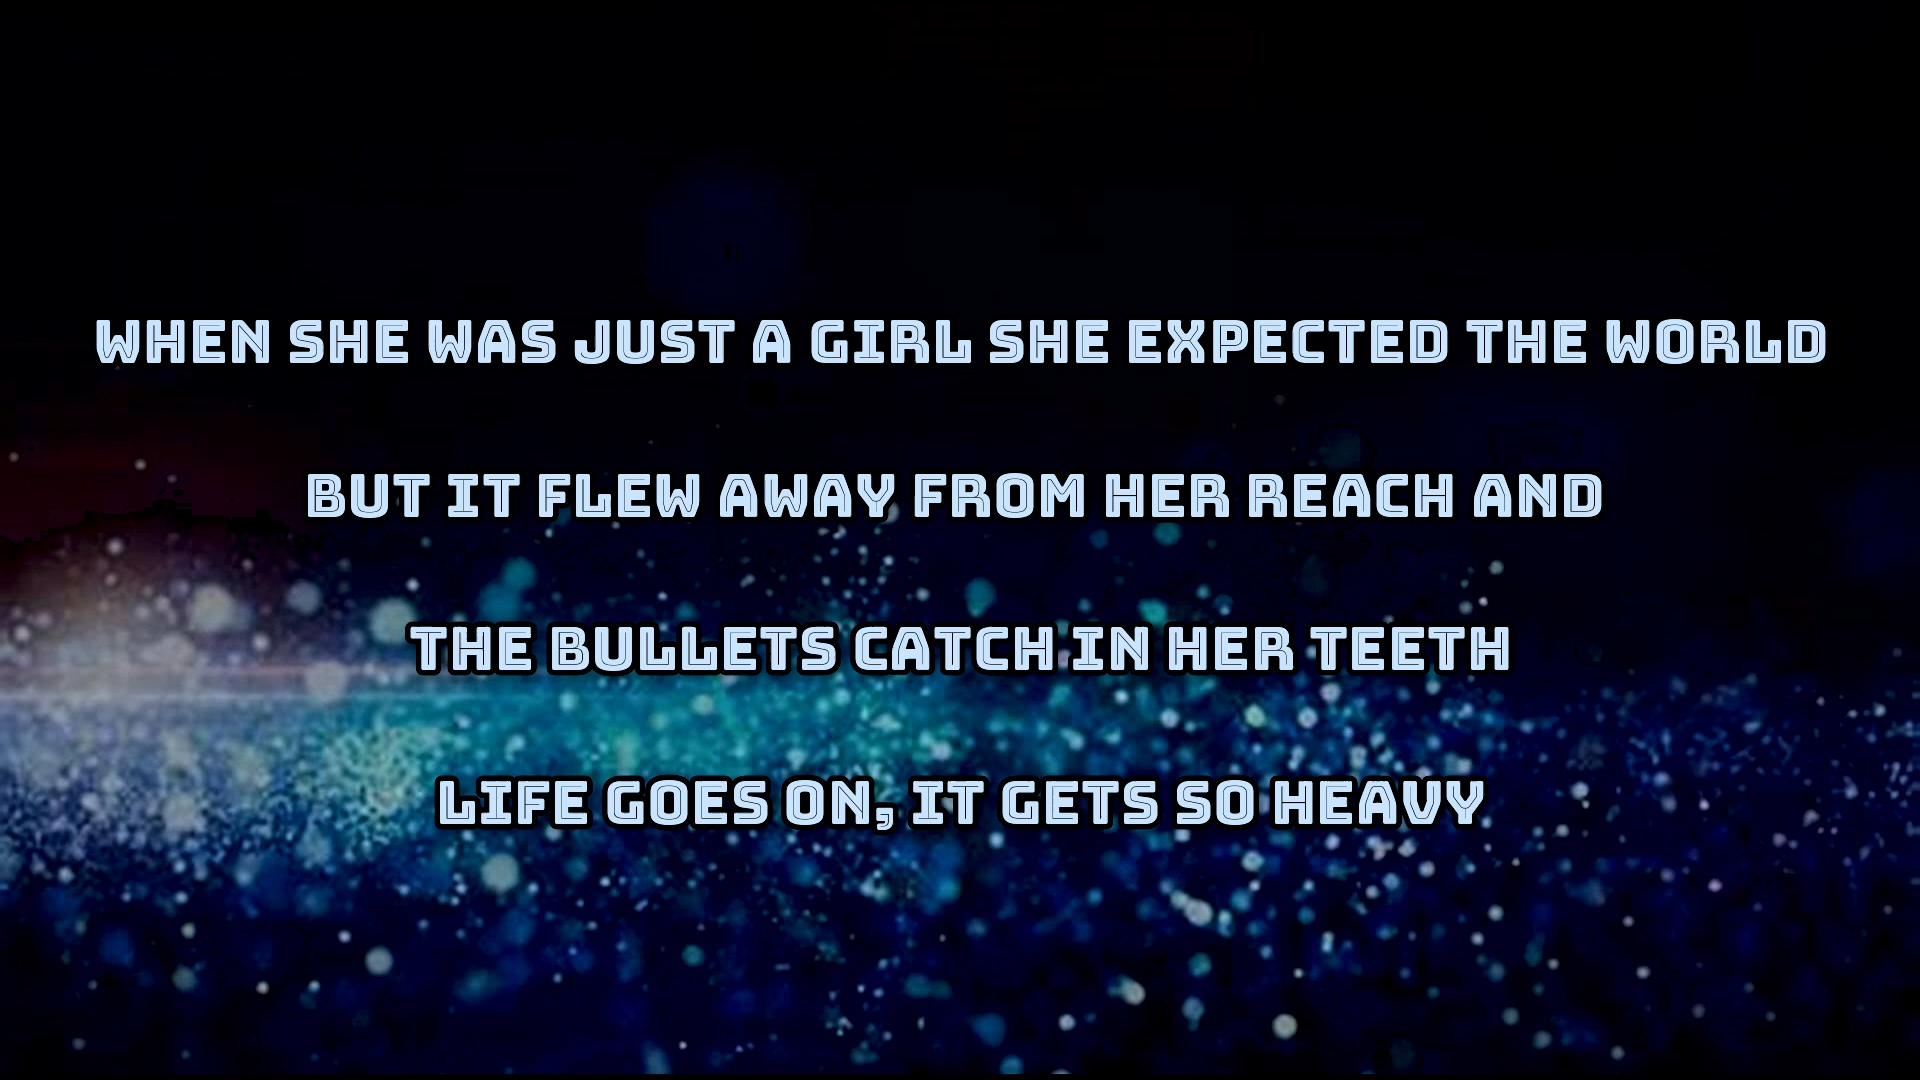 WHEN SHE WAS JUST A GIRL SHE EXPECTED THE WORLD
BUT IT FLEW AWAY FROM HER REACH AND
THE BULLETS CATCH IN HER TEETH
LIFE GOES ON, IT GETS SO HEAVY